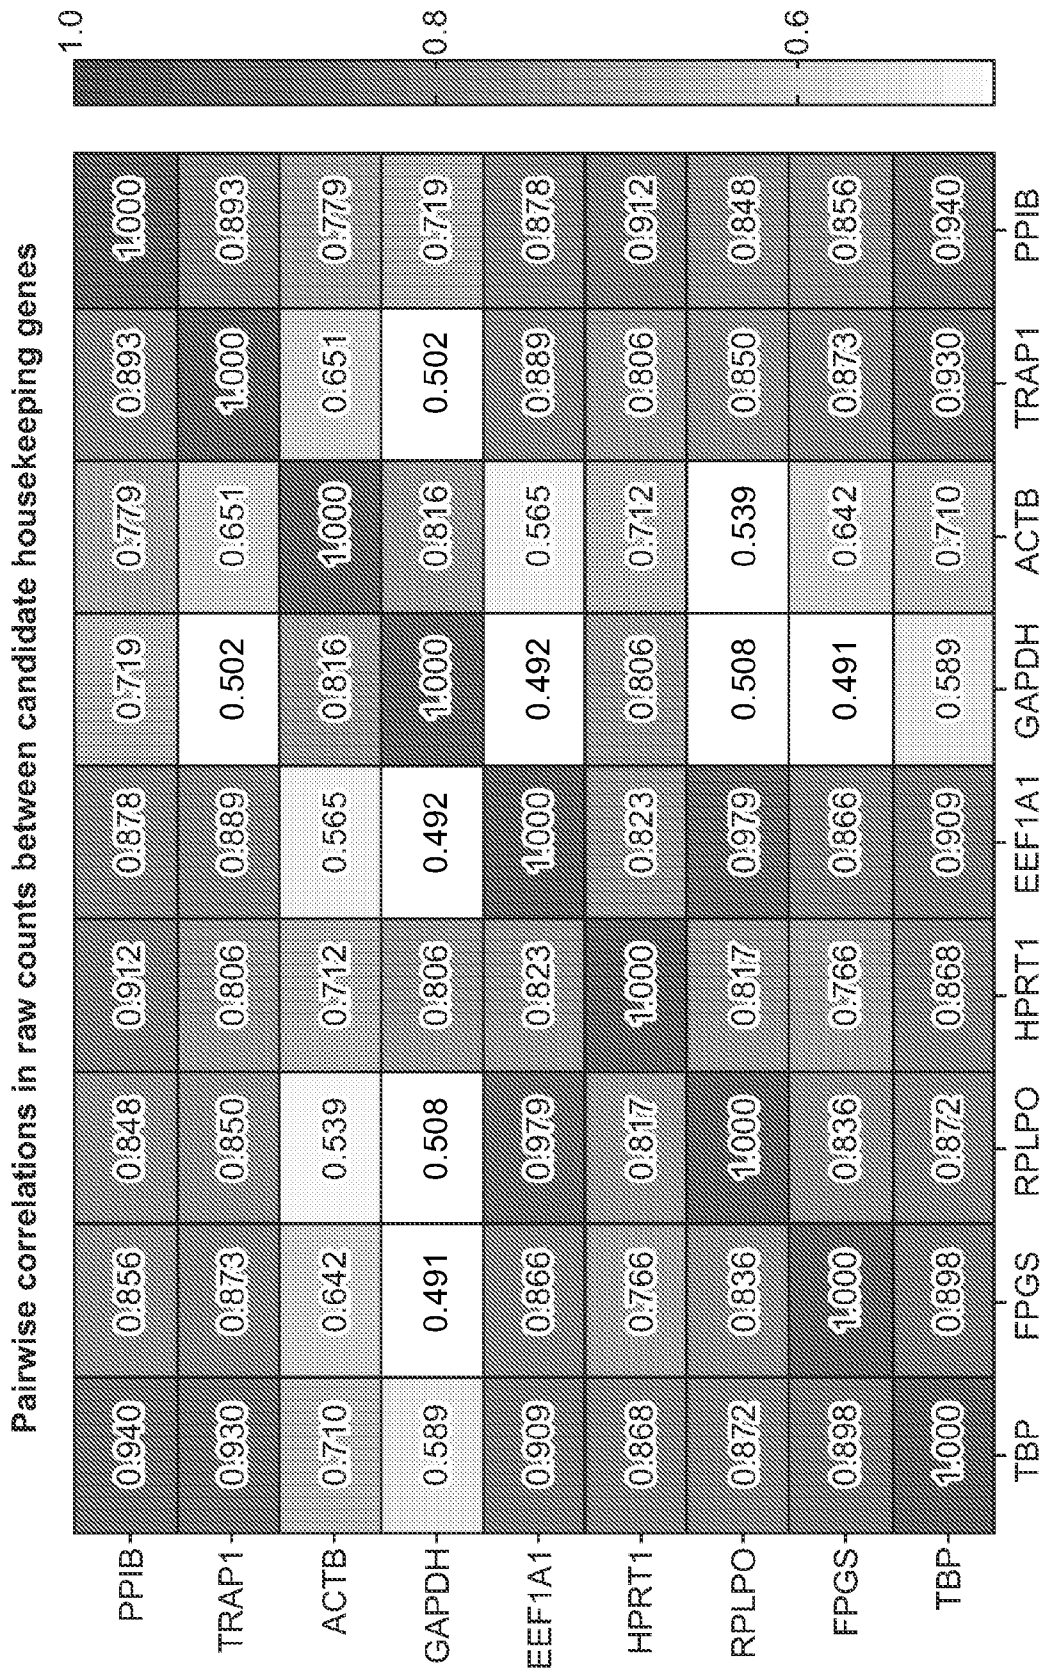 Pairwise correlations in raw counts between candidate housekeeping genes
PPIB 0.940 0.856 0.848 0.912 0.878 0.719 0.779 0.893 1.000
TRAP1 0.930 0.873 0.850 0.806 0.889 0.502 0.651 1.000 0.893
ACTB 0.710 0.642 0.539 0.712 0.565 0.816 1.000 0.651 0.779
GAPDH 0.589 0.491 0.508 0.806 0.492 1.000 0.816 0.502 0.719
EEF1A1 0.909 0.866 0.979 0.823 1.000 0.492 0.565 0.889 0.878
HPRT1 0.868 0.766 0.817 1.000 0.823 0.806 0.712 0.806 0.912
RPLPO 0.872 0.836 1.000 0.817 0.979 0.508 0.539 0.850 0.848
FPGS 0.898 1.000 0.836 0.766 0.866 0.491 0.642 0.873 0.856
TBP 1.000 0.898 0.872 0.868 0.909 0.589 0.710 0.930 0.940
TBP FPGS RPLPO HPRT1 EEF1A1 GAPDH ACTB TRAP1 PPIB
1.0
0.8
0.6